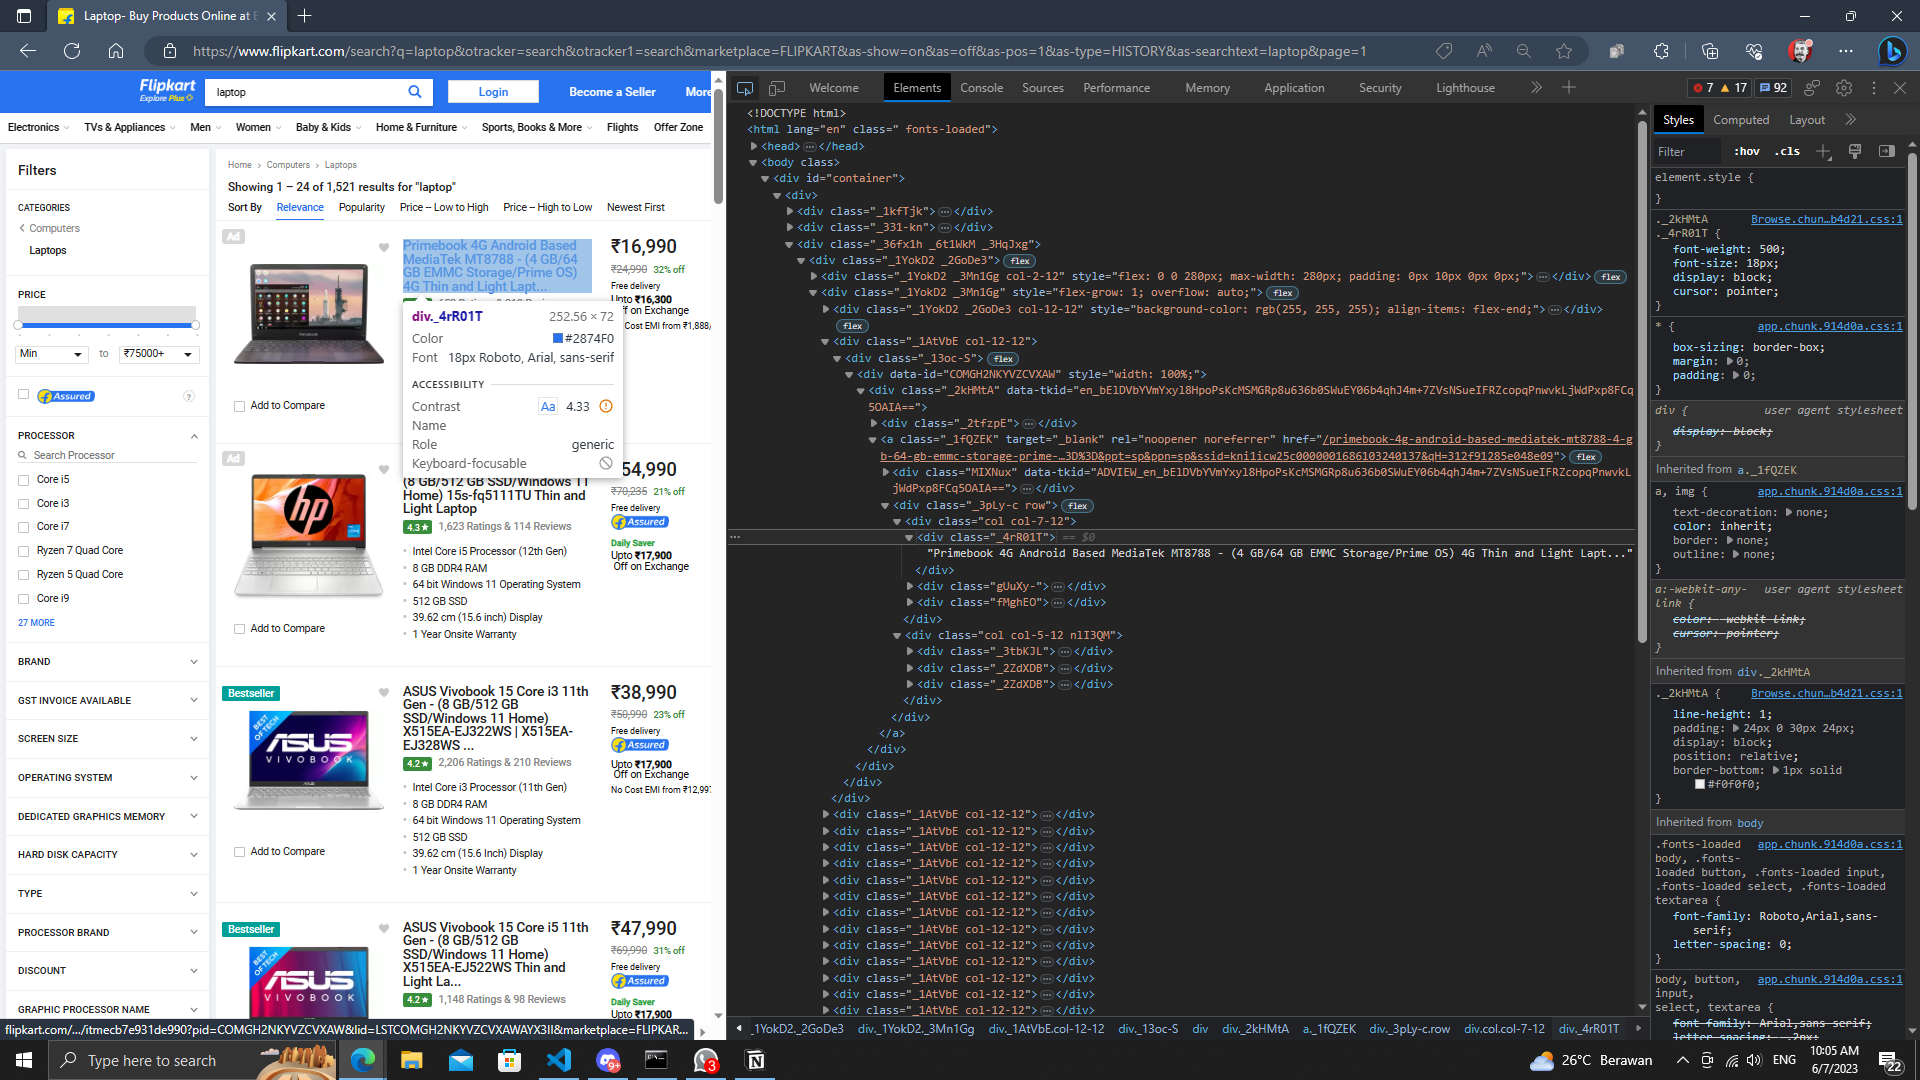 Laptop- Buy Products Online at
https://www.flipkart.com/search?q=laptop&otracker=search&otracker1=search&marketplace=FLIPKART&as-show=on&as=off&as-pos=1&as-type=HISTORY&as-searchtext=laptop&page=1
Flipkart
Explore Plus
laptop
Login
Become a Seller
More
Electronics
TVs & Appliances
Men
Women
Baby & Kids
Home & Furniture
Sports, Books & More
Flights
Offer Zone
Filters
CATEGORIES
Computers
Laptops
PRICE
Min
to
₹75000+
Assured
?
PROCESSOR
Search Processor
Core i5
Core i3
Core i7
Ryzen 7 Quad Core
Ryzen 5 Quad Core
Core i9
27 MORE
BRAND
GST INVOICE AVAILABLE
SCREEN SIZE
OPERATING SYSTEM
DEDICATED GRAPHICS MEMORY
HARD DISK CAPACITY
TYPE
PROCESSOR BRAND
DISCOUNT
GRAPHIC PROCESSOR NAME
Home
Computers
Laptops
Showing 1 – 24 of 1,521 results for "laptop"
Sort By
Relevance
Popularity
Price -- Low to High
Price -- High to Low
Newest First
Ad
Primebook 4G Android Based
MediaTek MT8788 - (4 GB/64
GB EMMC Storage/Prime OS)
4G Thin and Light Lapt...
₹16,990
₹24,990 32% off
Free delivery
Upto ₹16,300
Cost EMI from ₹1,888/
Add to Compare
div._4rR01T
252.56 × 72
Color
#2874F0
Font
18px Roboto, Arial, sans-serif
ACCESSIBILITY
Contrast
Aa
4.33
Name
Role
generic
Keyboard-focusable
Ad
hp
54,990
₹70,235 21% off
(8 GB/512 GB SSD/Windows 11
Home) 15s-fq5111TU Thin and
Light Laptop
Free delivery
Assured
4.3★ 1,623 Ratings & 114 Reviews
Daily Saver
Upto ₹17,900
Off on Exchange
Intel Core i5 Processor (12th Gen)
8 GB DDR4 RAM
64 bit Windows 11 Operating System
512 GB SSD
39.62 cm (15.6 inch) Display
1 Year Onsite Warranty
Add to Compare
Bestseller
BEST OF TECH
ASUS
VIVOBOOK
ASUS Vivobook 15 Core i3 11th
Gen - (8 GB/512 GB
SSD/Windows 11 Home)
X515EA-EJ322WS | X515EA-
EJ328WS ...
4.2★ 2,206 Ratings & 210 Reviews
₹38,990
₹50,990 23% off
Free delivery
Assured
Upto ₹17,900
Off on Exchange
No Cost EMI from ₹12,997
Intel Core i3 Processor (11th Gen)
8 GB DDR4 RAM
64 bit Windows 11 Operating System
512 GB SSD
39.62 cm (15.6 Inch) Display
1 Year Onsite Warranty
Add to Compare
Bestseller
BEST OF TECH
ASUS
VIVOBOOK
ASUS Vivobook 15 Core i5 11th
Gen - (8 GB/512 GB
SSD/Windows 11 Home)
X515EA-EJ522WS Thin and
Light La...
4.2★ 1,148 Ratings & 98 Reviews
₹47,990
₹69,990 31% off
Free delivery
Assured
Daily Saver
Upto ₹17,900
flipkart.com/.../itmecb7e931de990?pid=COMGH2NKYVZCVXAW&lid=LSTCOMGH2NKYVZCVXAWAYX3II&marketplace=FLIPKAR...
Welcome
Elements
Console
Sources
Performance
Memory
Application
Security
Lighthouse
7
17
92
<!DOCTYPE html>
<html lang="en" class=" fonts-loaded">
<head>…</head>
<body class>
<div id="container">
<div>
<div class="_1kfTjk">…</div>
<div class="_331-kn">…</div>
<div class="_36fx1h _6t1WkM _3HqJxg">
<div class="_1YokD2 _2GoDe3"> flex
<div class="_1YokD2 _3Mn1Gg col-2-12" style="flex: 0 0 280px; max-width: 280px; padding: 0px 10px 0px 0px;">…</div> flex
<div class="_1YokD2 _3Mn1Gg" style="flex-grow: 1; overflow: auto;"> flex
<div class="_1YokD2 _2GoDe3 col-12-12" style="background-color: rgb(255, 255, 255); align-items: flex-end;">…</div>
flex
<div class="_1AtVbE col-12-12">
<div class="_13oc-S"> flex
<div data-id="COMGH2NKYVZCVXAW" style="width: 100%;">
<div class="_2kHMtA" data-tkid="en_bElDVbYVmYxyl8HpoPsKcMSMGRp8u636b0SWuEY06b4qhJ4m+7ZVsNSueIFRZcopqPnwvkLjWdPxp8FCq
5OAIA==">
<div class="_2tfzpE">…</div>
<a class="_1fQZEK" target="_blank" rel="noopener noreferrer" href="/primebook-4g-android-based-mediatek-mt8788-4-g
b-64-gb-emmc-storage-prime-…3D%3D&ppt=sp&ppn=sp&ssid=kni1icw25c0000001686103240137&qH=312f91285e048e09"> flex
<div class="MIXNux" data-tkid="ADVIEW_en_bElDVbYVmYxyl8HpoPsKcMSMGRp8u636b0SWuEY06b4qhJ4m+7ZVsNSueIFRZcopqPnwvkL
jWdPxp8FCq5OAIA==">…</div>
<div class="_3pLy-c row"> flex
<div class="col col-7-12">
<div class="_4rR01T"> == $0
"Primebook 4G Android Based MediaTek MT8788 - (4 GB/64 GB EMMC Storage/Prime OS) 4G Thin and Light Lapt..."
</div>
<div class="gUuXy-">…</div>
<div class="fMghEO">…</div>
</div>
<div class="col col-5-12 nlI3QM">
<div class="_3tbKJL">…</div>
<div class="_2ZdXDB">…</div>
<div class="_2ZdXDB">…</div>
</div>
</div>
</a>
</div>
</div>
</div>
</div>
<div class="_1AtVbE col-12-12">…</div>
<div class="_1AtVbE col-12-12">…</div>
<div class="_1AtVbE col-12-12">…</div>
<div class="_1AtVbE col-12-12">…</div>
<div class="_1AtVbE col-12-12">…</div>
<div class="_1AtVbE col-12-12">…</div>
<div class="_1AtVbE col-12-12">…</div>
<div class="_1AtVbE col-12-12">…</div>
<div class="_1AtVbE col-12-12">…</div>
<div class="_1AtVbE col-12-12">…</div>
<div class="_1AtVbE col-12-12">…</div>
<div class="_1AtVbE col-12-12">…</div>
<div class="_1AtVbE col-12-12">…</div>
_1YokD2._2GoDe3
div._1YokD2._3Mn1Gg
div._1AtVbE.col-12-12
div._13oc-S
div
div._2kHMtA
a._1fQZEK
div._3pLy-c.row
div.col.col-7-12
div._4rR01T
Styles
Computed
Layout
Filter
:hov
.cls
element.style {
}
._2kHMtA Browse.chun…b4d21.css:1
._4rR01T {
font-weight: 500;
font-size: 18px;
display: block;
cursor: pointer;
}
* { app.chunk.914d0a.css:1
box-sizing: border-box;
margin: 0;
padding: 0;
}
div { user agent stylesheet
display: block;
}
Inherited from a._1fQZEK
a, img { app.chunk.914d0a.css:1
text-decoration: none;
color: inherit;
border: none;
outline: none;
}
a:-webkit-any- user agent stylesheet
link {
color: -webkit-link;
cursor: pointer;
}
Inherited from div._2kHMtA
._2kHMtA { Browse.chun…b4d21.css:1
line-height: 1;
padding: 24px 0 30px 24px;
display: block;
position: relative;
border-bottom: 1px solid
#f0f0f0;
}
Inherited from body
.fonts-loaded app.chunk.914d0a.css:1
body, .fonts-
loaded button, .fonts-loaded input,
.fonts-loaded select, .fonts-loaded
textarea {
font-family: Roboto,Arial,sans-
serif;
letter-spacing: 0;
}
body, button, app.chunk.914d0a.css:1
input,
select, textarea {
font-family: Arial,sans-serif;
letter-spacing: -.2px;
Type here to search
9+
3
26°C Berawan
ENG
10:05 AM
6/7/2023
22